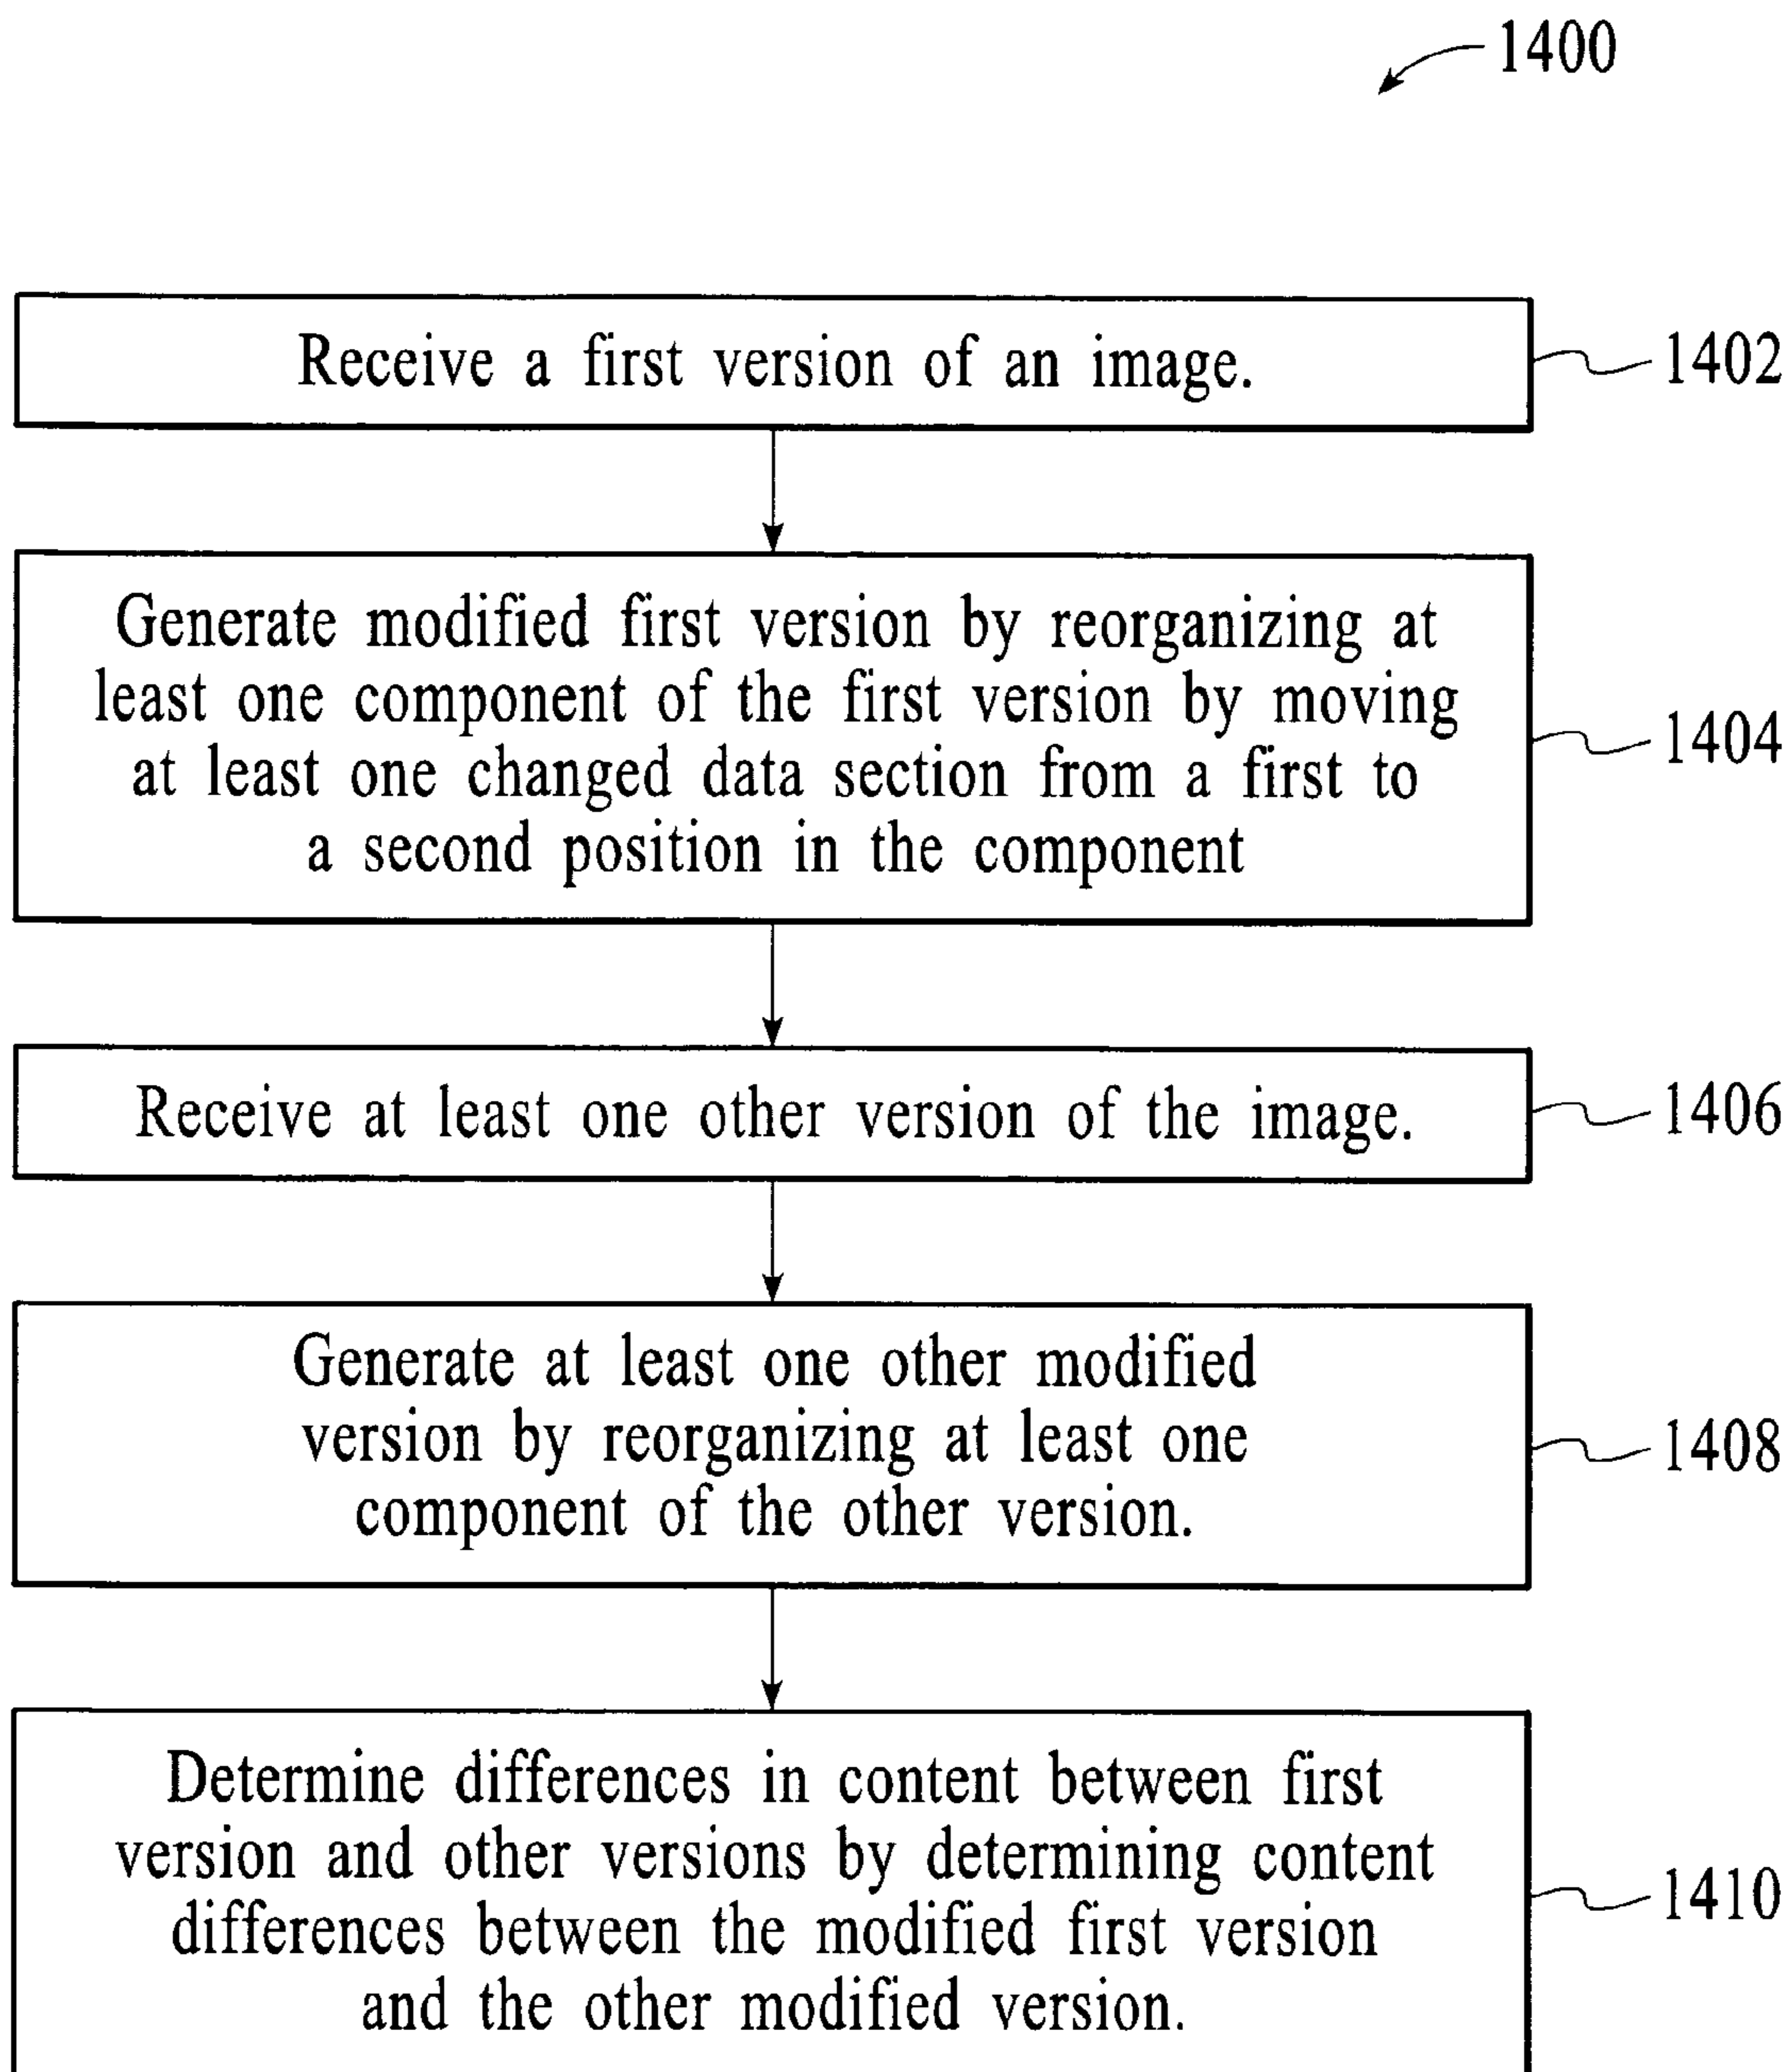 1400
Receive a first version of an image.
1402
Generate modified first version by reorganizing at
least one component of the first version by moving
at least one changed data section from a first to
a second position in the component
1404
Receive at least one other version of the image.
1406
Generate at least one other modified
version by reorganizing at least one
component of the other version.
1408
Determine differences in content between first
version and other versions by determining content
differences between the modified first version
and the other modified version.
1410